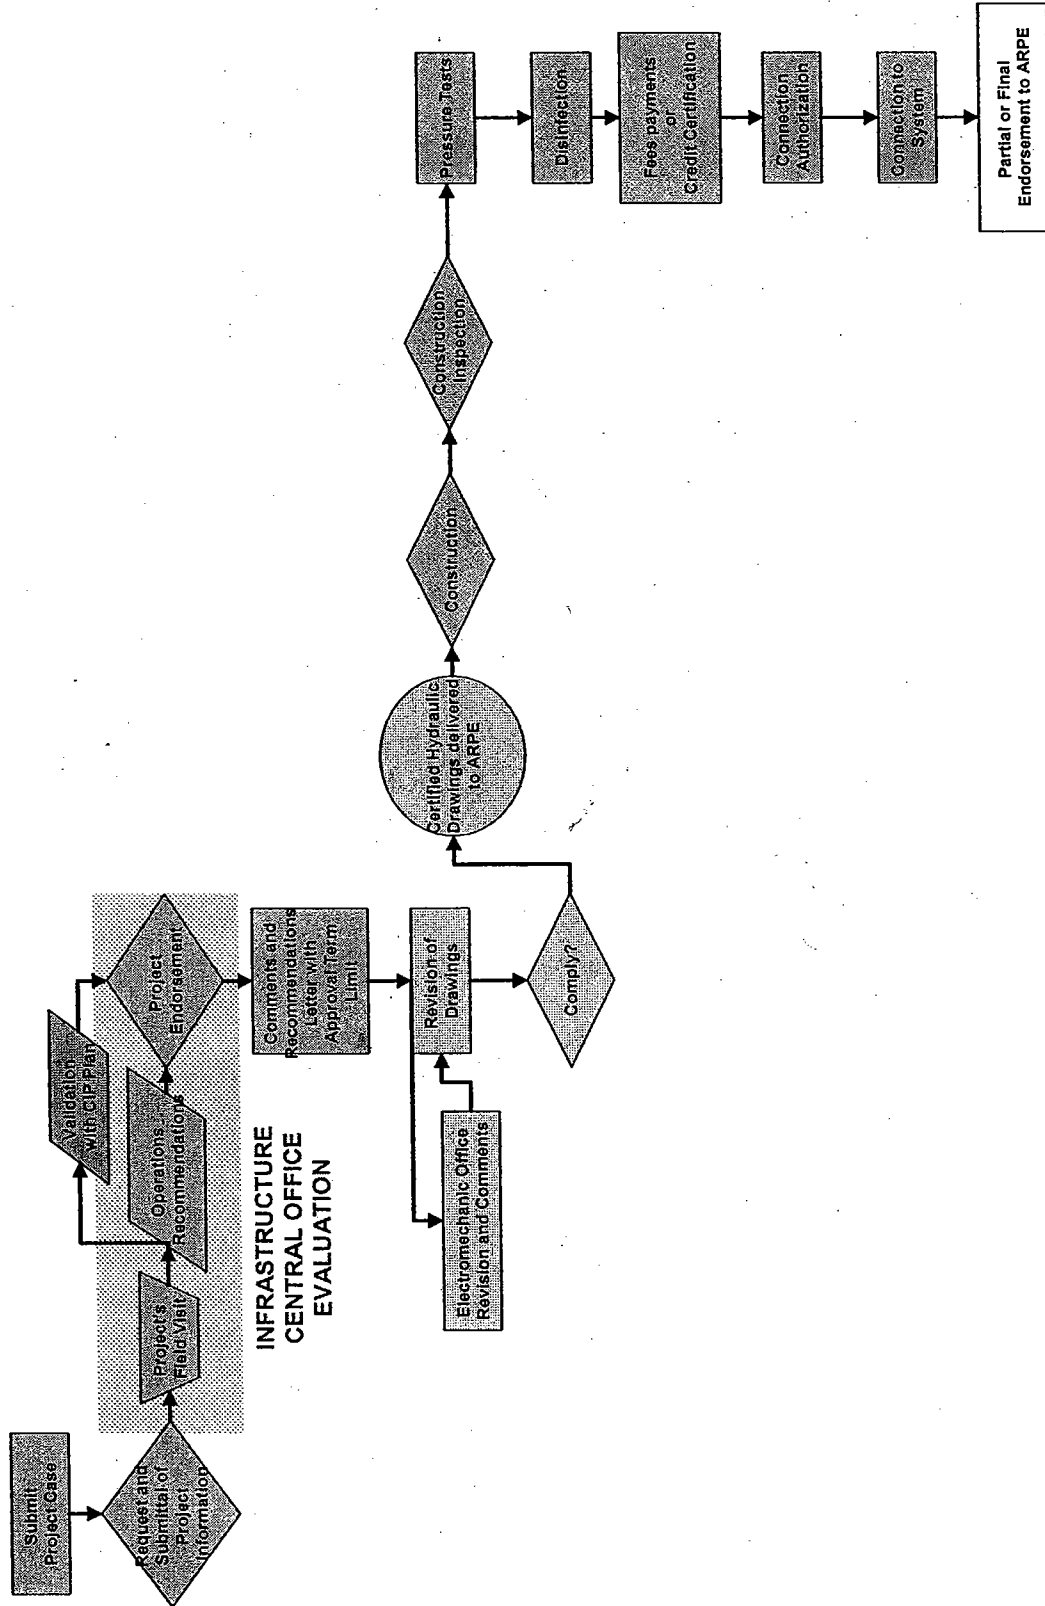 Submit
Project Case
Request and
Submittal of
Project
Information
Project's
Field Visit
Operations
Recommendations
Validation
with CIP Plan
Project
Endorsement
INFRASTRUCTURE
CENTRAL OFFICE
EVALUATION
Comments and
Recommendations
Letter with
Approval Term
Limit
Revision of
Drawings
Electromechanic Office
Revision and Comments
Comply?
Certified Hydraulic
Drawings delivered
to ARPE
Construction
Construction
Inspection
Pressure Tests
Disinfection
Fees payments
or
Credit Certification
Connection
Authorization
Connection to
System
Partial or Final
Endorsement to ARPE